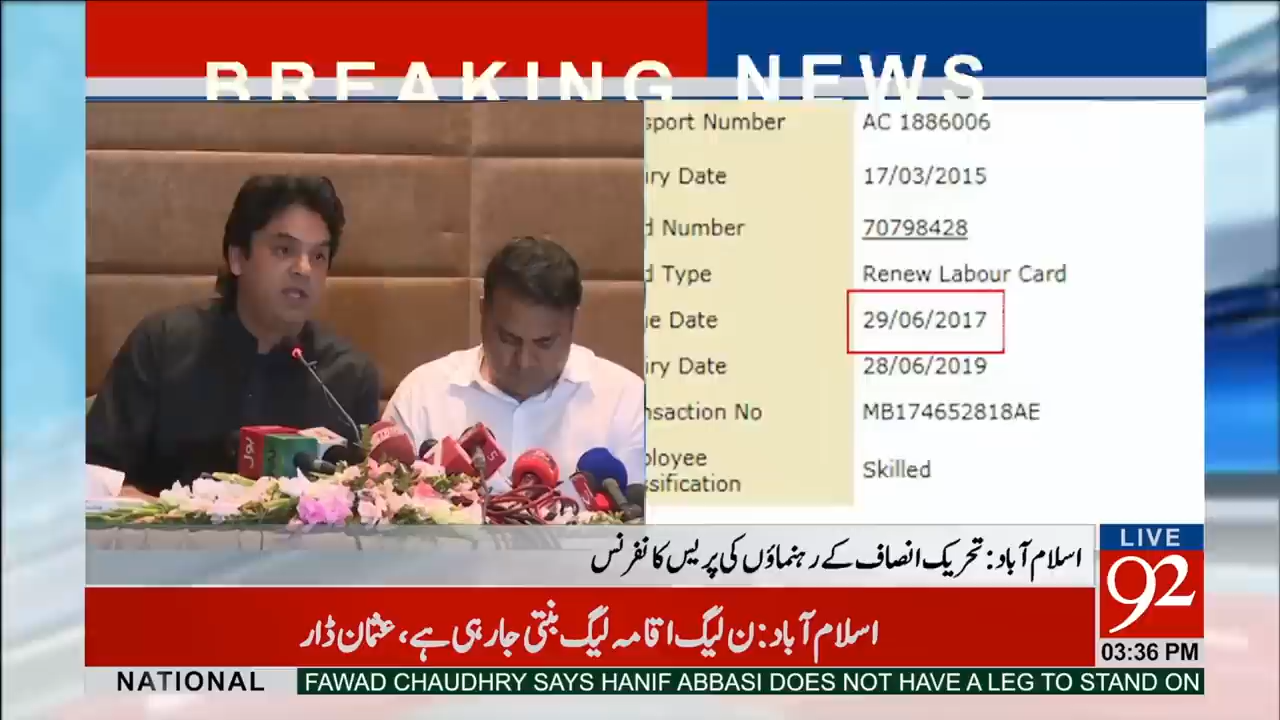 BREAKING NEWS
sport Number AC 1886006
iry Date 17/03/2015
d Number 70798428
d Type Renew Labour Card
e Date 29/06/2017
iry Date 28/06/2019
nsaction No MB174652818AE
ployee
sification Skilled
بول
اسلام آباد: تحریک انصاف کے رہنماؤں کی پریس کانفرنس
LIVE
92
اسلام آباد: ن لیگ اقامہ لیگ بنتی جارہی ہے، عثمان ڈار
03:36 PM
NATIONAL FAWAD CHAUDHRY SAYS HANIF ABBASI DOES NOT HAVE A LEG TO STAND ON